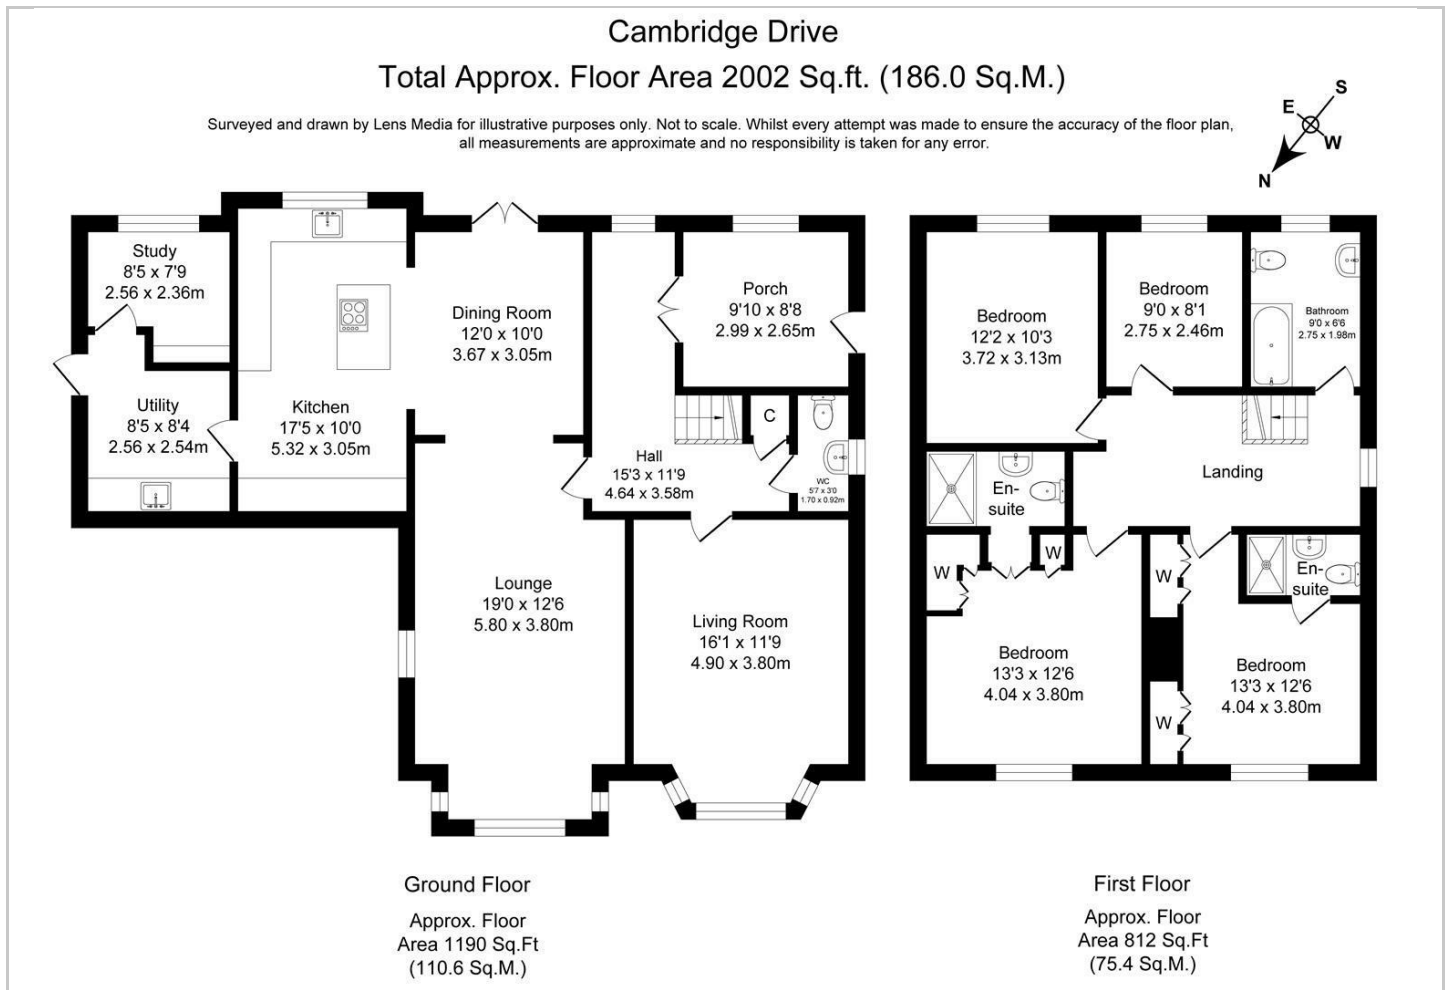 Cambridge Drive
Total Approx. Floor Area 2002 Sq.ft. (186.0 Sq.M.)
Surveyed and drawn by Lens Media for illustrative purposes only. Not to scale. Whilst every attempt was made to ensure the accuracy of the floor plan,
all measurements are approximate and no responsibility is taken for any error.
S
E
W
N
Study
8'5 x 7'9
2.56 x 2.36m
Utility
8'5 x 8'4
2.56 x 2.54m
Kitchen
17'5 x 10'0
5.32 x 3.05m
Dining Room
12'0 x 10'0
3.67 x 3.05m
Porch
9'10 x 8'8
2.99 x 2.65m
C
Hall
15'3 x 11'9
4.64 x 3.58m
WC
5'7 x 3'0
1.70 x 0.92m
Lounge
19'0 x 12'6
5.80 x 3.80m
Living Room
16'1 x 11'9
4.90 x 3.80m
Bedroom
12'2 x 10'3
3.72 x 3.13m
Bedroom
9'0 x 8'1
2.75 x 2.46m
Bathroom
9'0 x 6'6
2.75 x 1.98m
Landing
En-
suite
W
W
W
En-
suite
Bedroom
13'3 x 12'6
4.04 x 3.80m
Bedroom
13'3 x 12'6
4.04 x 3.80m
W
Ground Floor
Approx. Floor
Area 1190 Sq.Ft
(110.6 Sq.M.)
First Floor
Approx. Floor
Area 812 Sq.Ft
(75.4 Sq.M.)